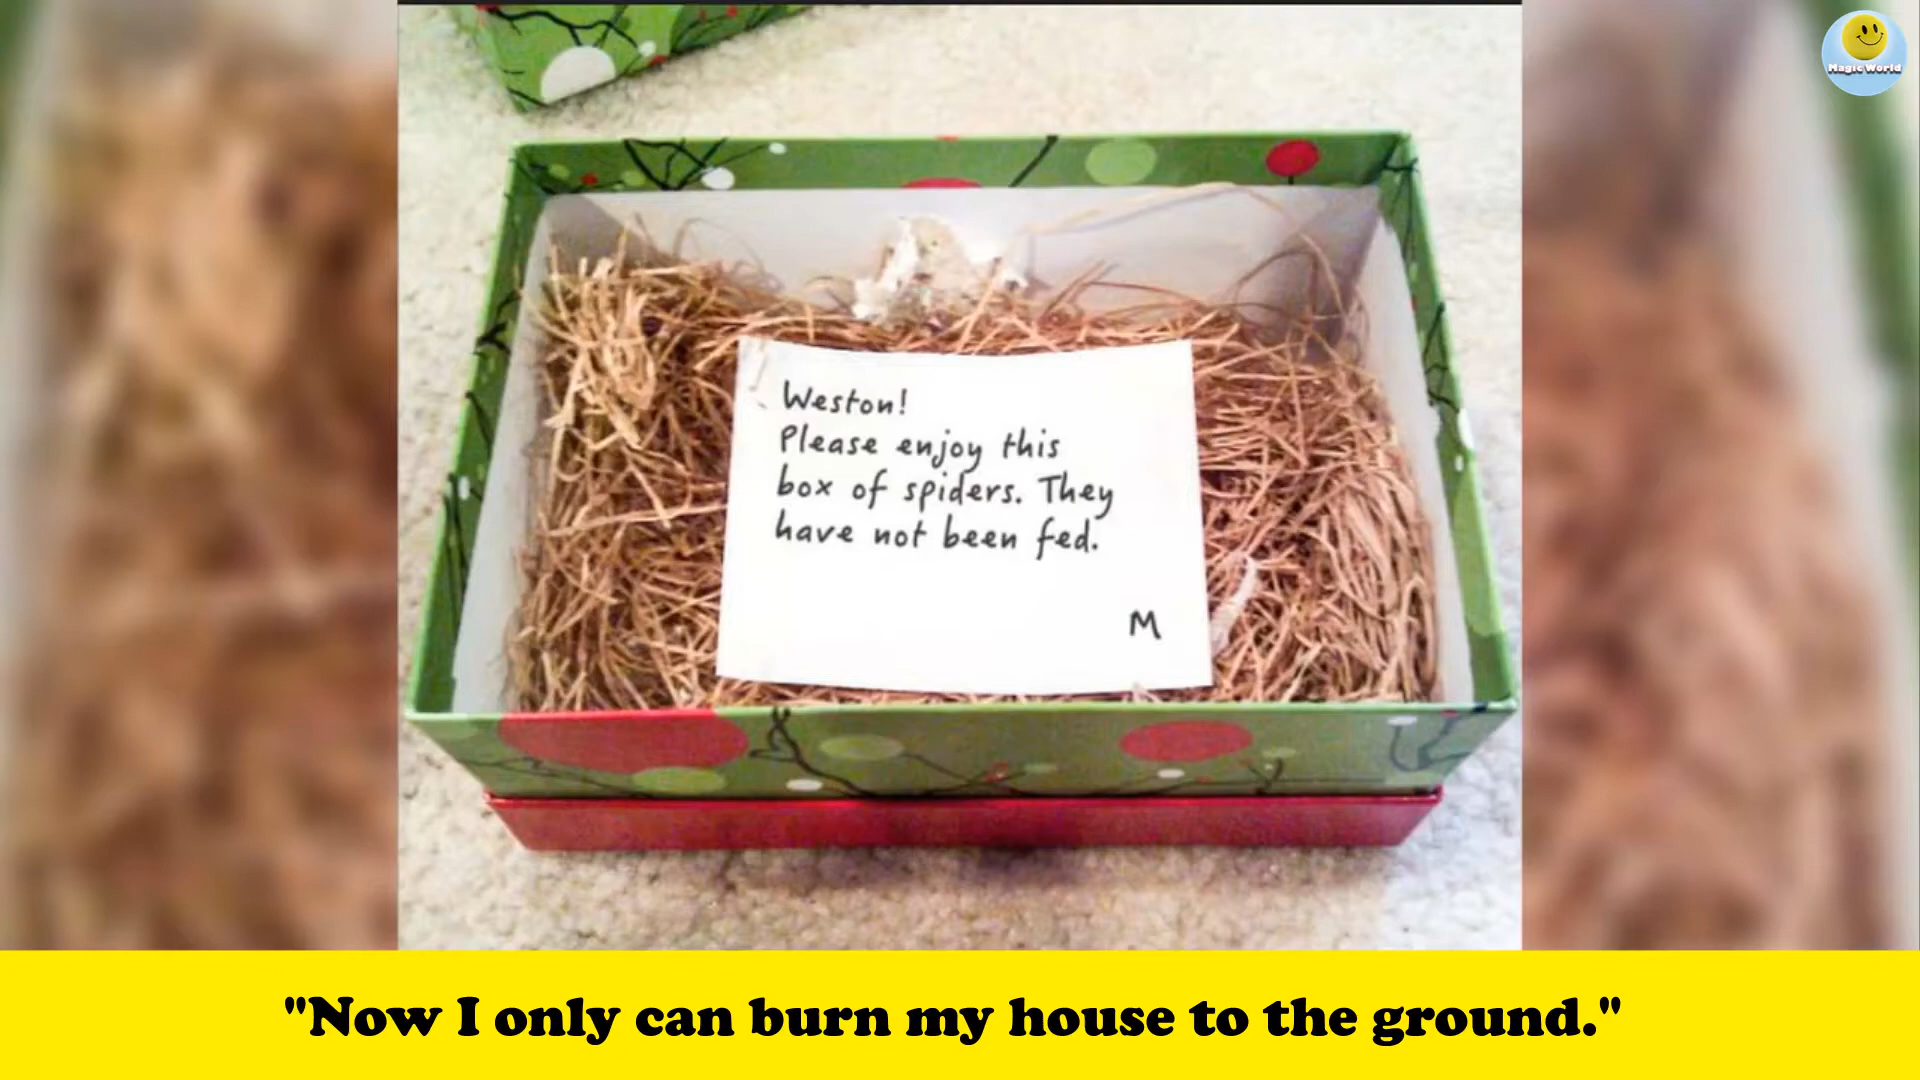 Magic World
Weston!
Please enjoy this
box of spiders. They
have not been fed.
M
"Now I only can burn my house to the ground."